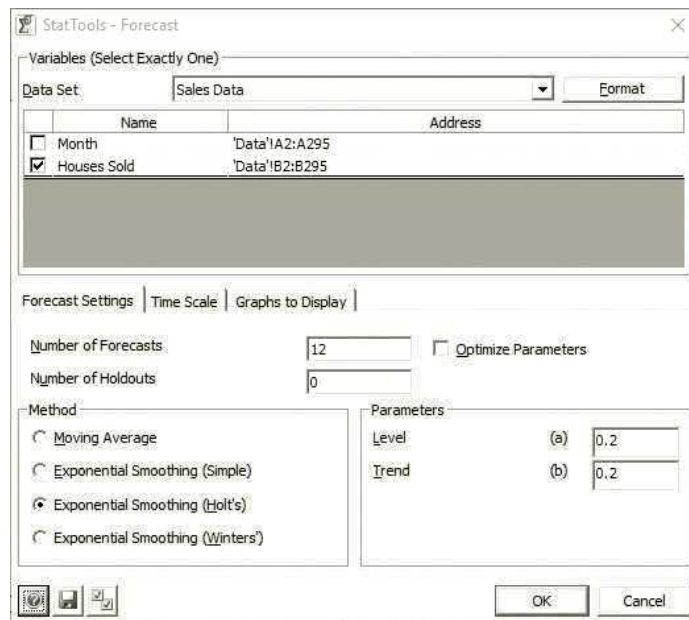 StatTools - Forecast
Variables (Select Exactly One)
Data Set Sales Data Format
Name Address
Month 'Data'!A2:A295
Houses Sold 'Data'!B2:B295
Forecast Settings Time Scale Graphs to Display
Number of Forecasts 12 Optimize Parameters
Number of Holdouts 0
Method Parameters
Moving Average Level (a) 0.2
Exponential Smoothing (Simple) Trend (b) 0.2
Exponential Smoothing (Holt's)
Exponential Smoothing (Winters')
OK Cancel